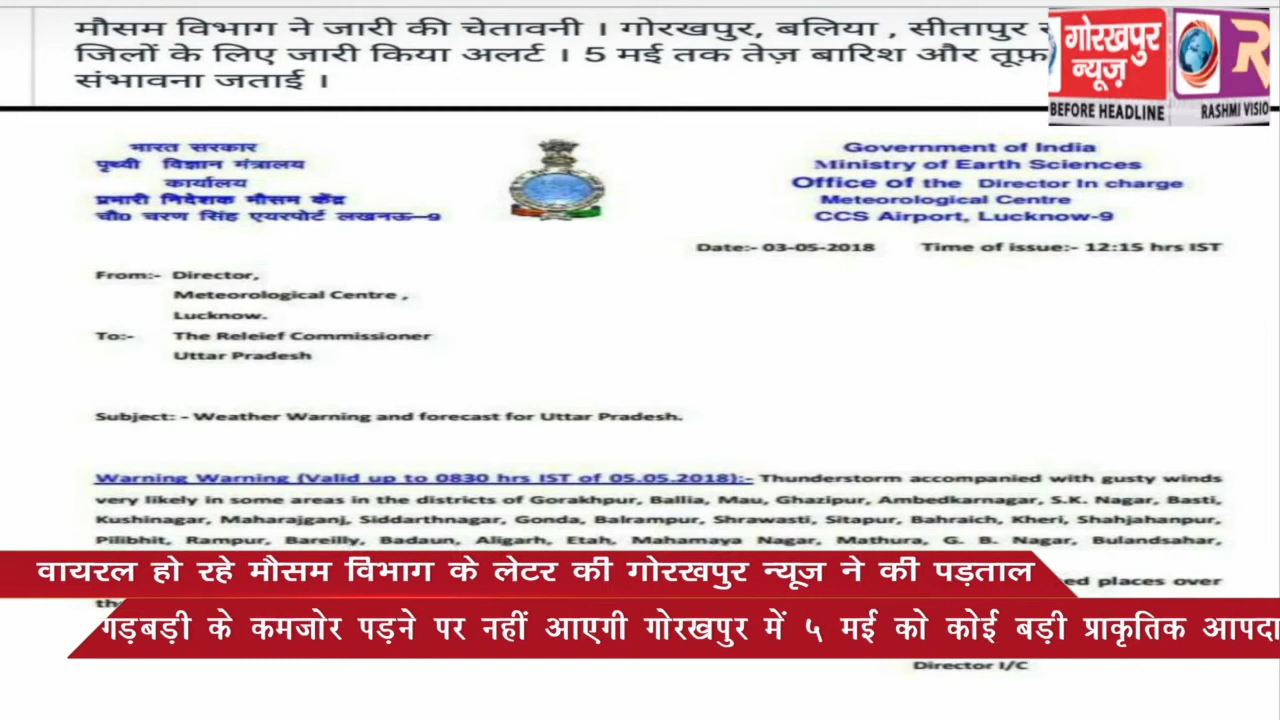 मौसम विभाग ने जारी की चेतावनी । गोरखपुर, बलिया , सीतापुर
जिलों के लिए जारी किया अलर्ट । 5 मई तक तेज़ बारिश और
संभावना जताई ।
गोरखपुर
न्यूज़
BEFORE HEADLINE
R
RASHMI VISIO
भारत सरकार
पृथ्वी विज्ञान मंत्रालय
कार्यालय
प्रभारी निदेशक मौसम केंद्र
चौ0 चरण सिंह एयरपोर्ट लखनऊ–9
Government of India
Ministry of Earth Sciences
Office of the Director In charge
Meteorological Centre
CCS Airport, Lucknow-9
Date:- 03-05-2018 Time of issue:- 12:15 hrs IST
From:- Director,
Meteorological Centre ,
Lucknow.
To:- The Releief Commissioner
Uttar Pradesh
Subject: - Weather Warning and forecast for Uttar Pradesh.
Warning Warning (Valid up to 0830 hrs IST of 05.05.2018):- Thunderstorm accompanied with gusty winds
very likely in some areas in the districts of Gorakhpur, Ballia, Mau, Ghazipur, Ambedkarnagar, S.K. Nagar, Basti,
Kushinagar, Maharajganj, Siddarthnagar, Gonda, Balrampur, Shrawasti, Sitapur, Bahraich, Kheri, Shahjahanpur,
Pilibhit, Rampur, Bareilly, Badaun, Aligarh, Etah, Mahamaya Nagar, Mathura, G. B. Nagar, Bulandsahar,
वायरल हो रहे मौसम विभाग के लेटर की गोरखपुर न्यूज ने की पड़ताल
ed places over
गड़बड़ी के कमजोर पड़ने पर नहीं आएगी गोरखपुर में ५ मई को कोई बड़ी प्राकृतिक आपदा
Director I/C